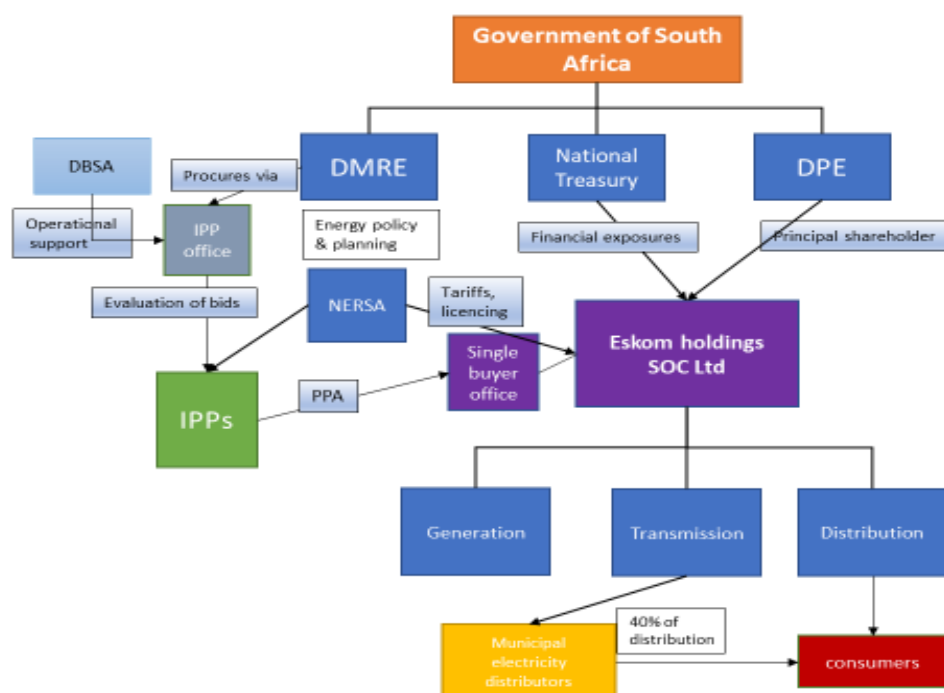 Government of South
Africa
DBSA
Procures via
DMRE
National
Treasury
DPE
Operational
support
IPP
office
Energy policy
& planning
Financial exposures
Principal shareholder
Evaluation of bids
NERSA
Tariffs,
licencing
Eskom holdings
SOC Ltd
Single
buyer
office
IPPs
PPA
Generation
Transmission
Distribution
40% of
distribution
Municipal
electricity
distributors
consumers